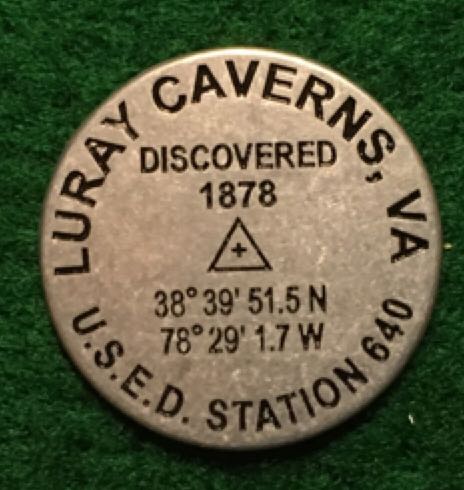 LURAY CAVERNS, VA
DISCOVERED
1878
38° 39' 51.5 N
78° 29' 1.7 W
U.S.E.D. STATION 640